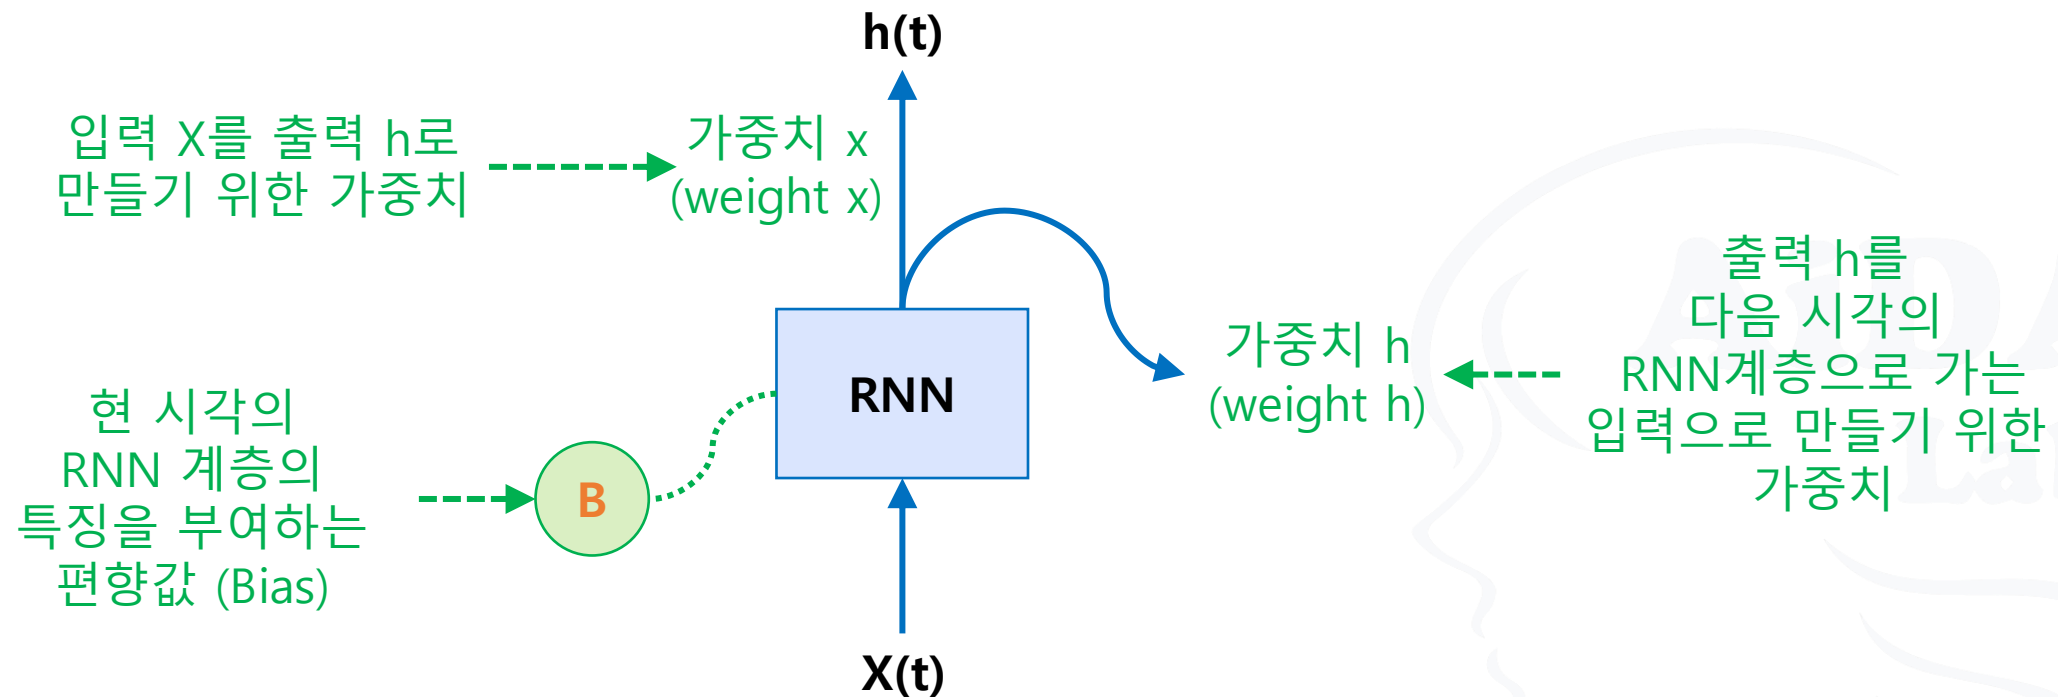 h(t)
입력 X를 출력 h로
만들기 위한 가중치
가중치 x
(weight x)
출력 h를
다음 시각의
RNN계층으로 가는
입력으로 만들기 위한
가중치
가중치 h
(weight h)
RNN
현 시각의
RNN 계층의
특징을 부여하는
편향값 (Bias)
B
X(t)